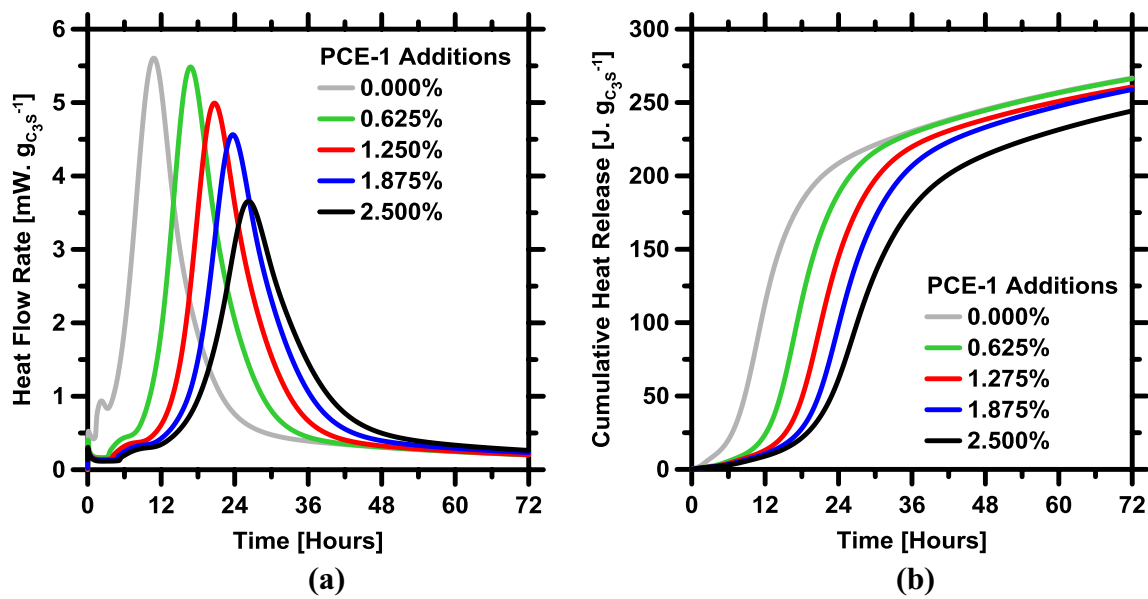 Heat Flow Rate [mW. g_C₃S⁻¹]
6
5
4
3
2
1
0
PCE-1 Additions
0.000%
0.625%
1.250%
1.875%
2.500%
0 12 24 36 48 60 72
Time [Hours]
(a)
Cumulative Heat Release [J. g_C₃S⁻¹]
300
250
200
150
100
50
0
PCE-1 Additions
0.000%
0.625%
1.275%
1.875%
2.500%
0 12 24 36 48 60 72
Time [Hours]
(b)